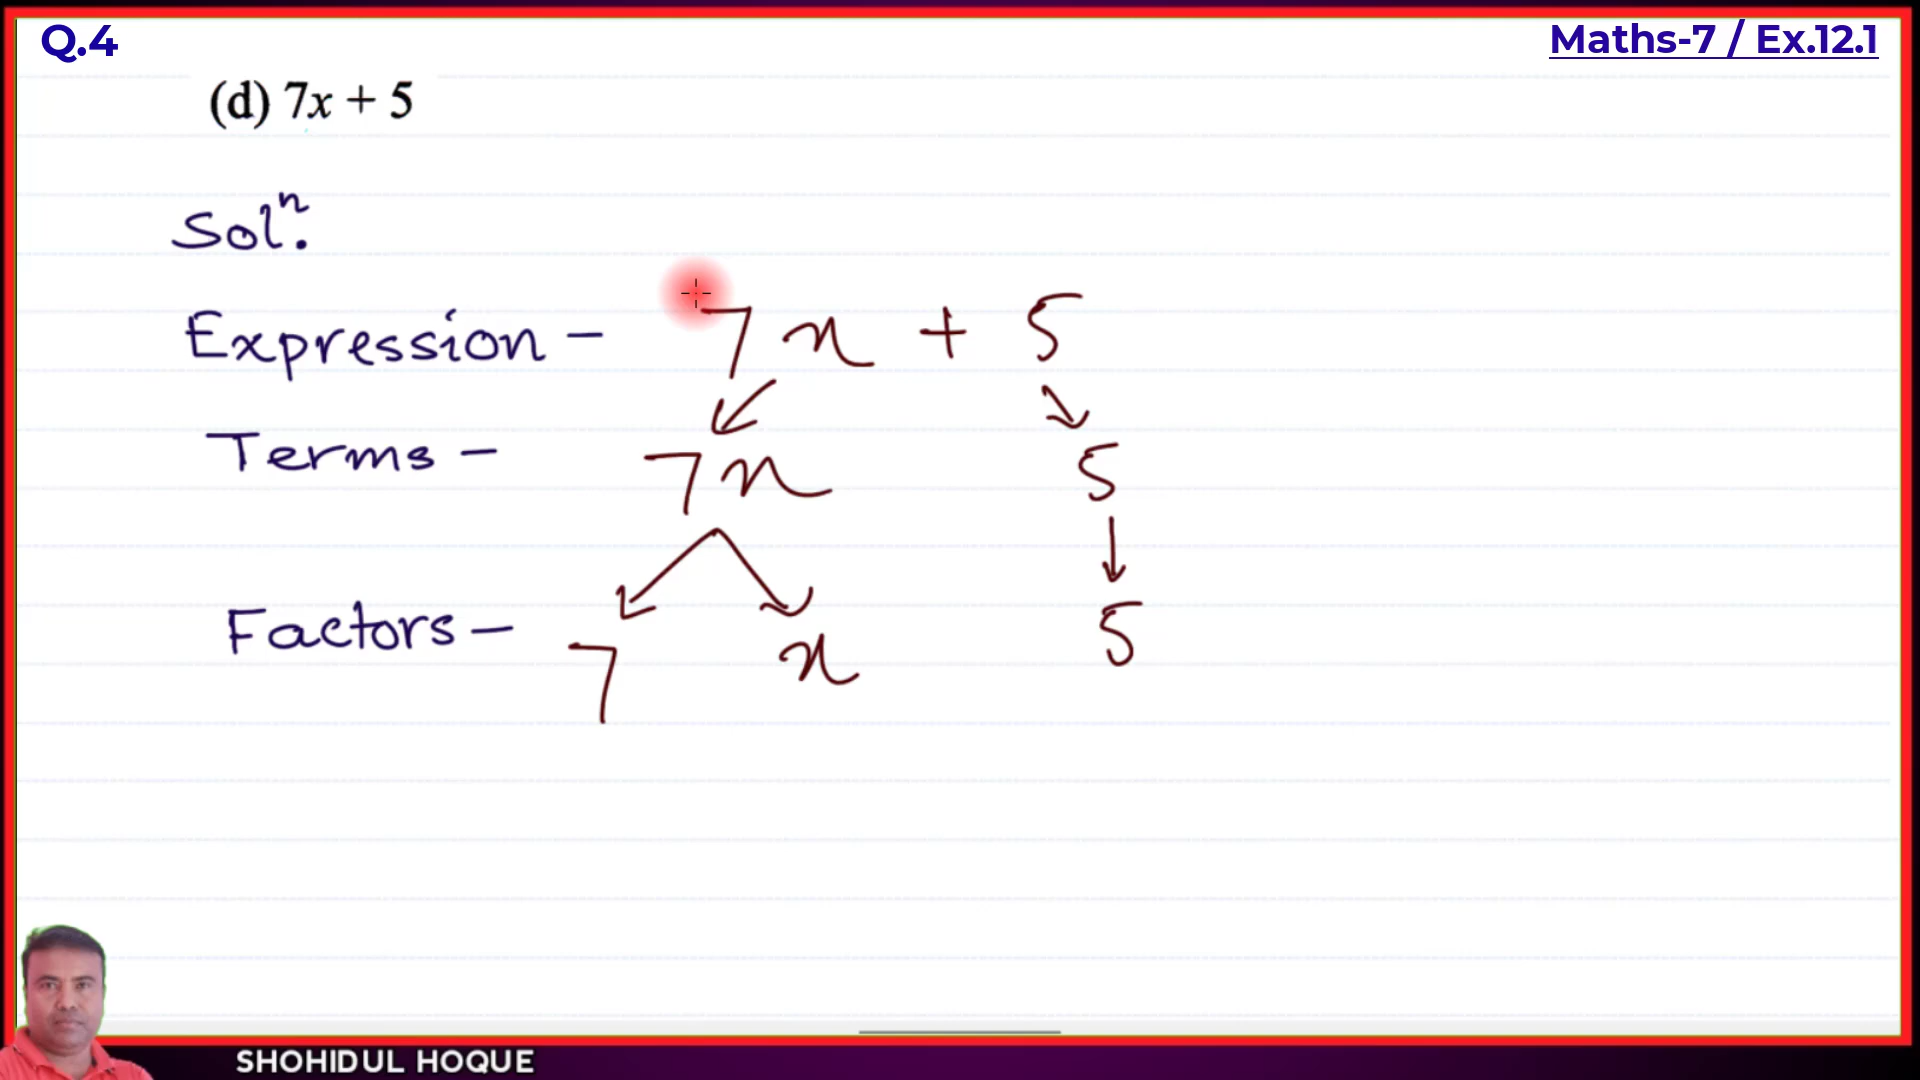 Q.4
Maths-7 / Ex.12.1
(d) 7x + 5
Solⁿ.
Expression – 7x + 5
Terms – 7x 5
Factors – 7 x 5
SHOHIDUL HOQUE